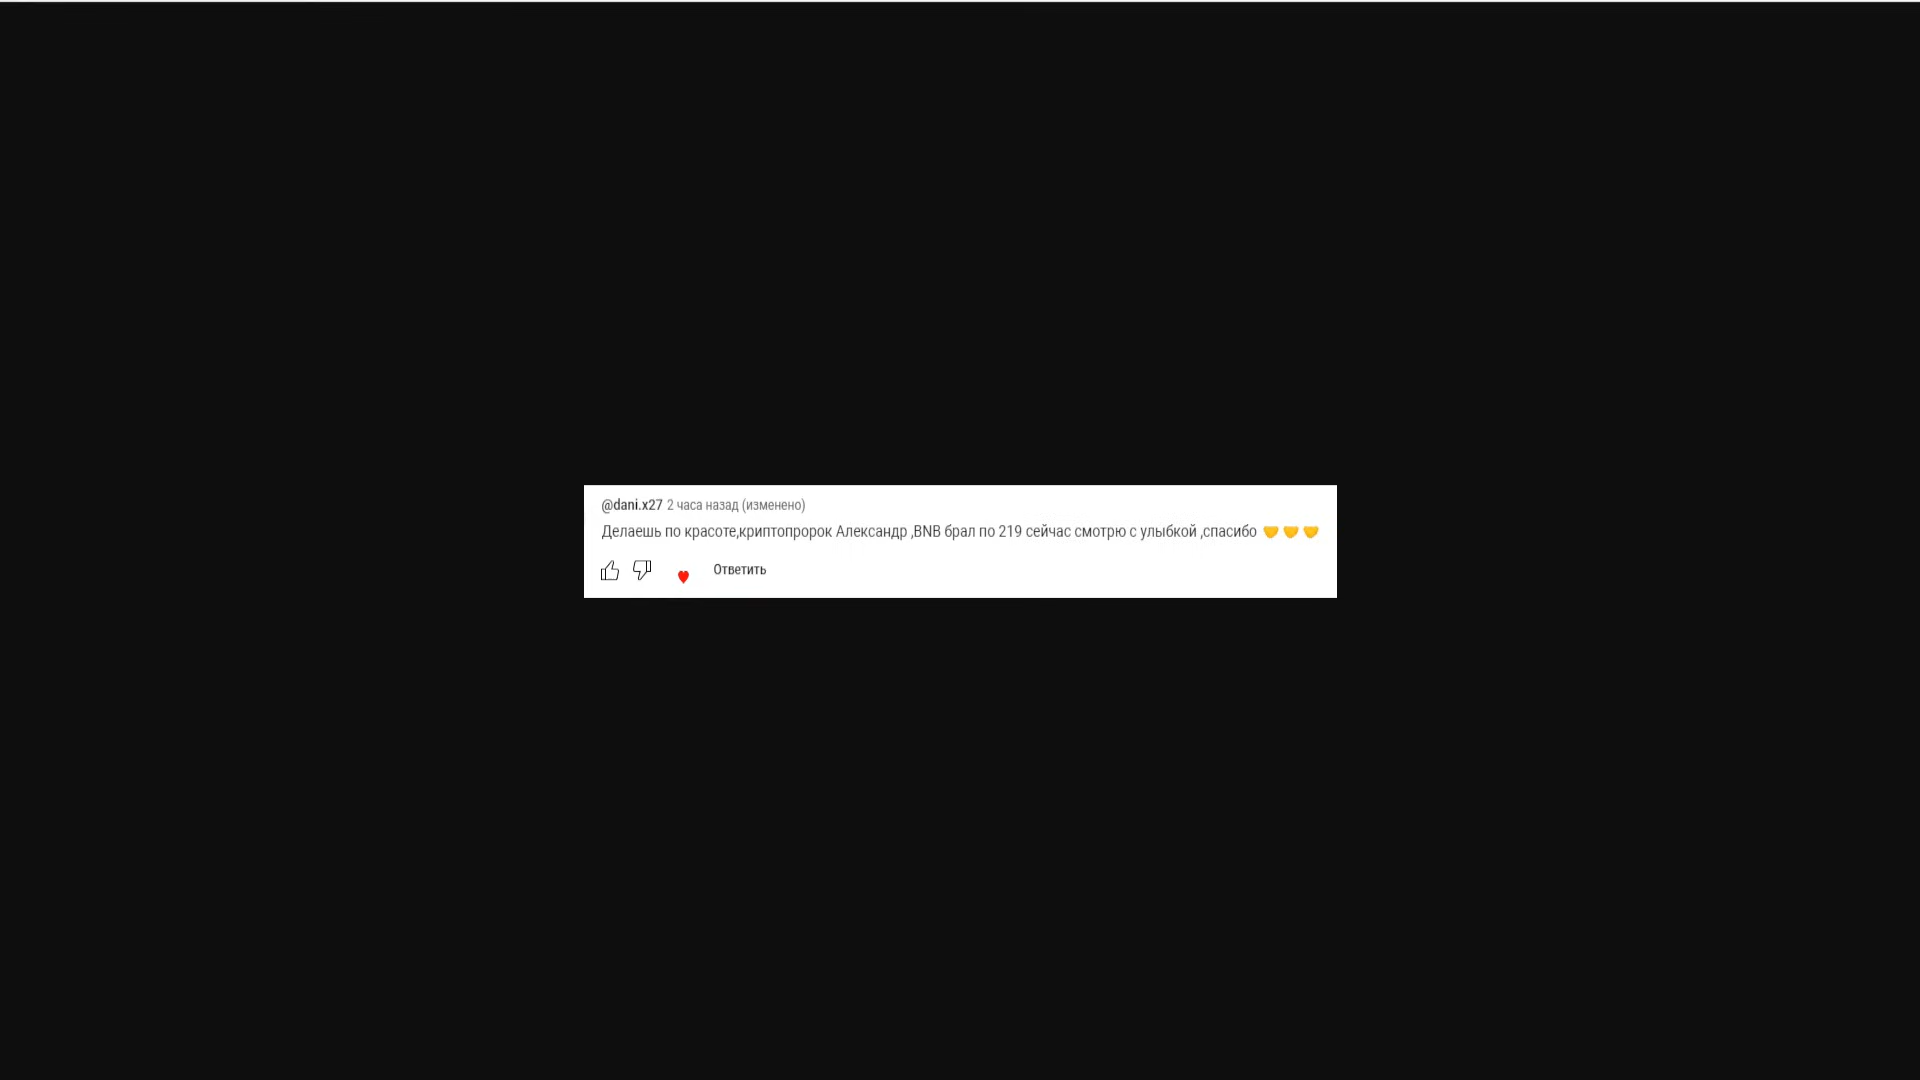 @dani.x27 2 часа назад (изменено)
Делаешь по красоте,криптопророк Александр ,BNB брал по 219 сейчас смотрю с улыбкой ,спасибо 🤝🤝🤝
Ответить